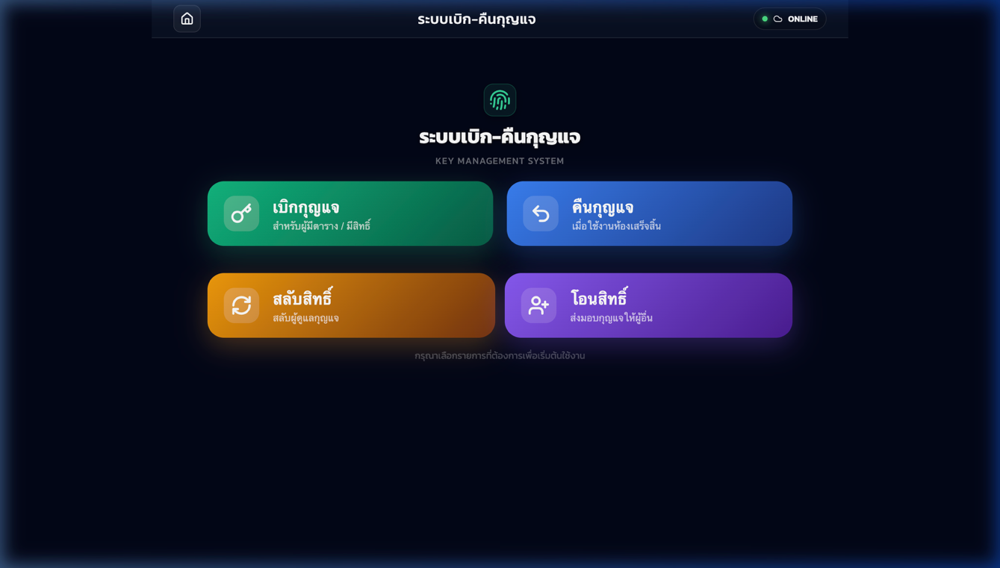 ระบบเบิก-คืนกุญแจ
ONLINE
ระบบเบิก-คืนกุญแจ
KEY MANAGEMENT SYSTEM
เบิกกุญแจ
สำหรับผู้มีตาราง / มีสิทธิ์
คืนกุญแจ
เมื่อใช้งานห้องเสร็จสิ้น
สลับสิทธิ์
สลับผู้ดูแลกุญแจ
โอนสิทธิ์
ส่งมอบกุญแจให้ผู้อื่น
กรุณาเลือกรายการที่ต้องการเพื่อเริ่มต้นใช้งาน